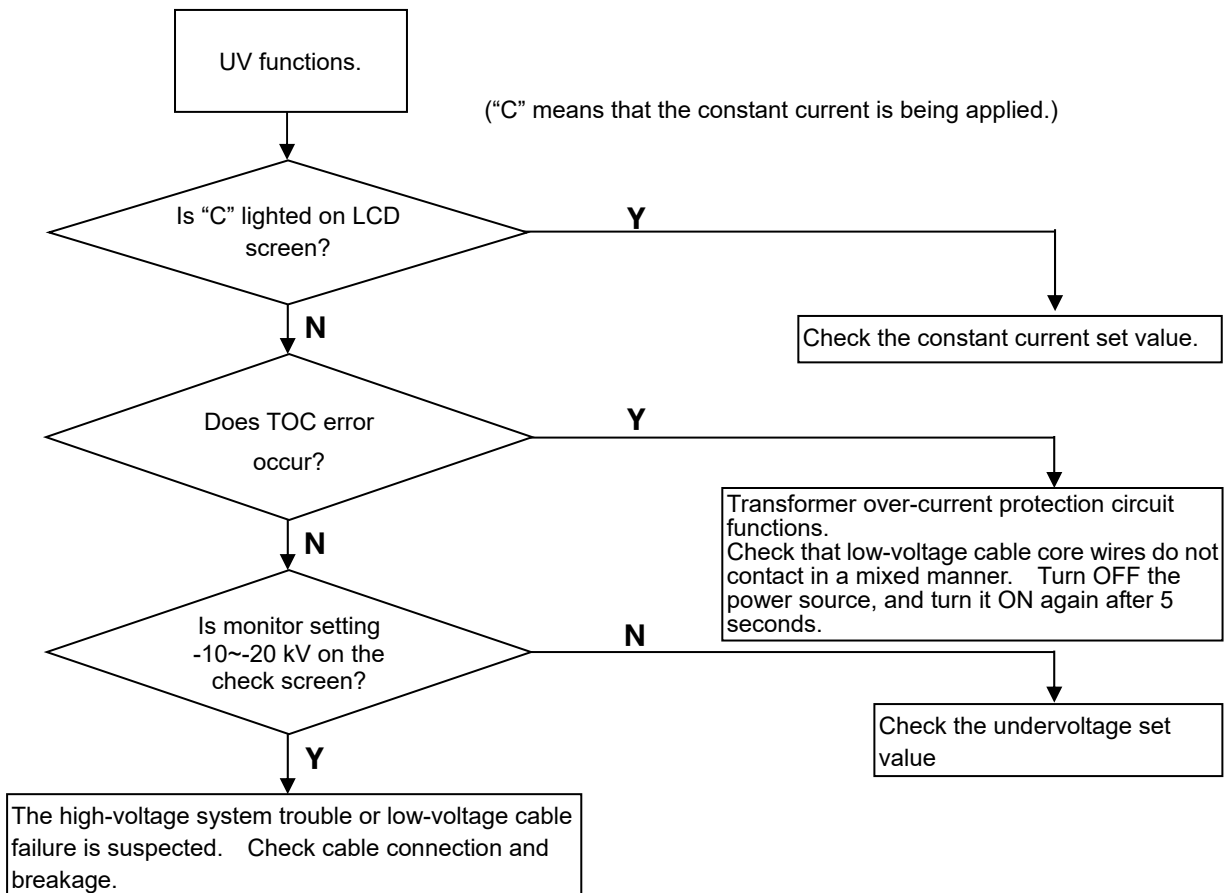 UV functions.
(“C” means that the constant current is being applied.)
Is “C” lighted on LCD
screen?
Y
N
Check the constant current set value.
Does TOC error
occur?
Y
N
Transformer over-current protection circuit
functions.
Check that low-voltage cable core wires do not
contact in a mixed manner. Turn OFF the
power source, and turn it ON again after 5
seconds.
Is monitor setting
-10~-20 kV on the
check screen?
N
Y
Check the undervoltage set
value
The high-voltage system trouble or low-voltage cable
failure is suspected. Check cable connection and
breakage.